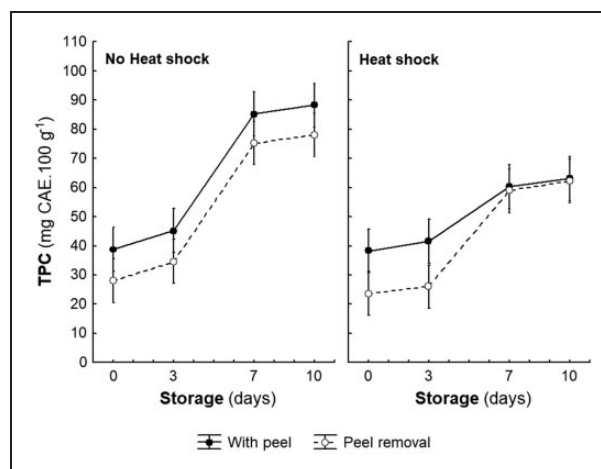 No Heat shock
Heat shock
TPC (mg CAE.100 g⁻¹)
110
100
90
80
70
60
50
40
30
20
10
0
0 3 7 10
0 3 7 10
Storage (days)
Storage (days)
With peel
Peel removal